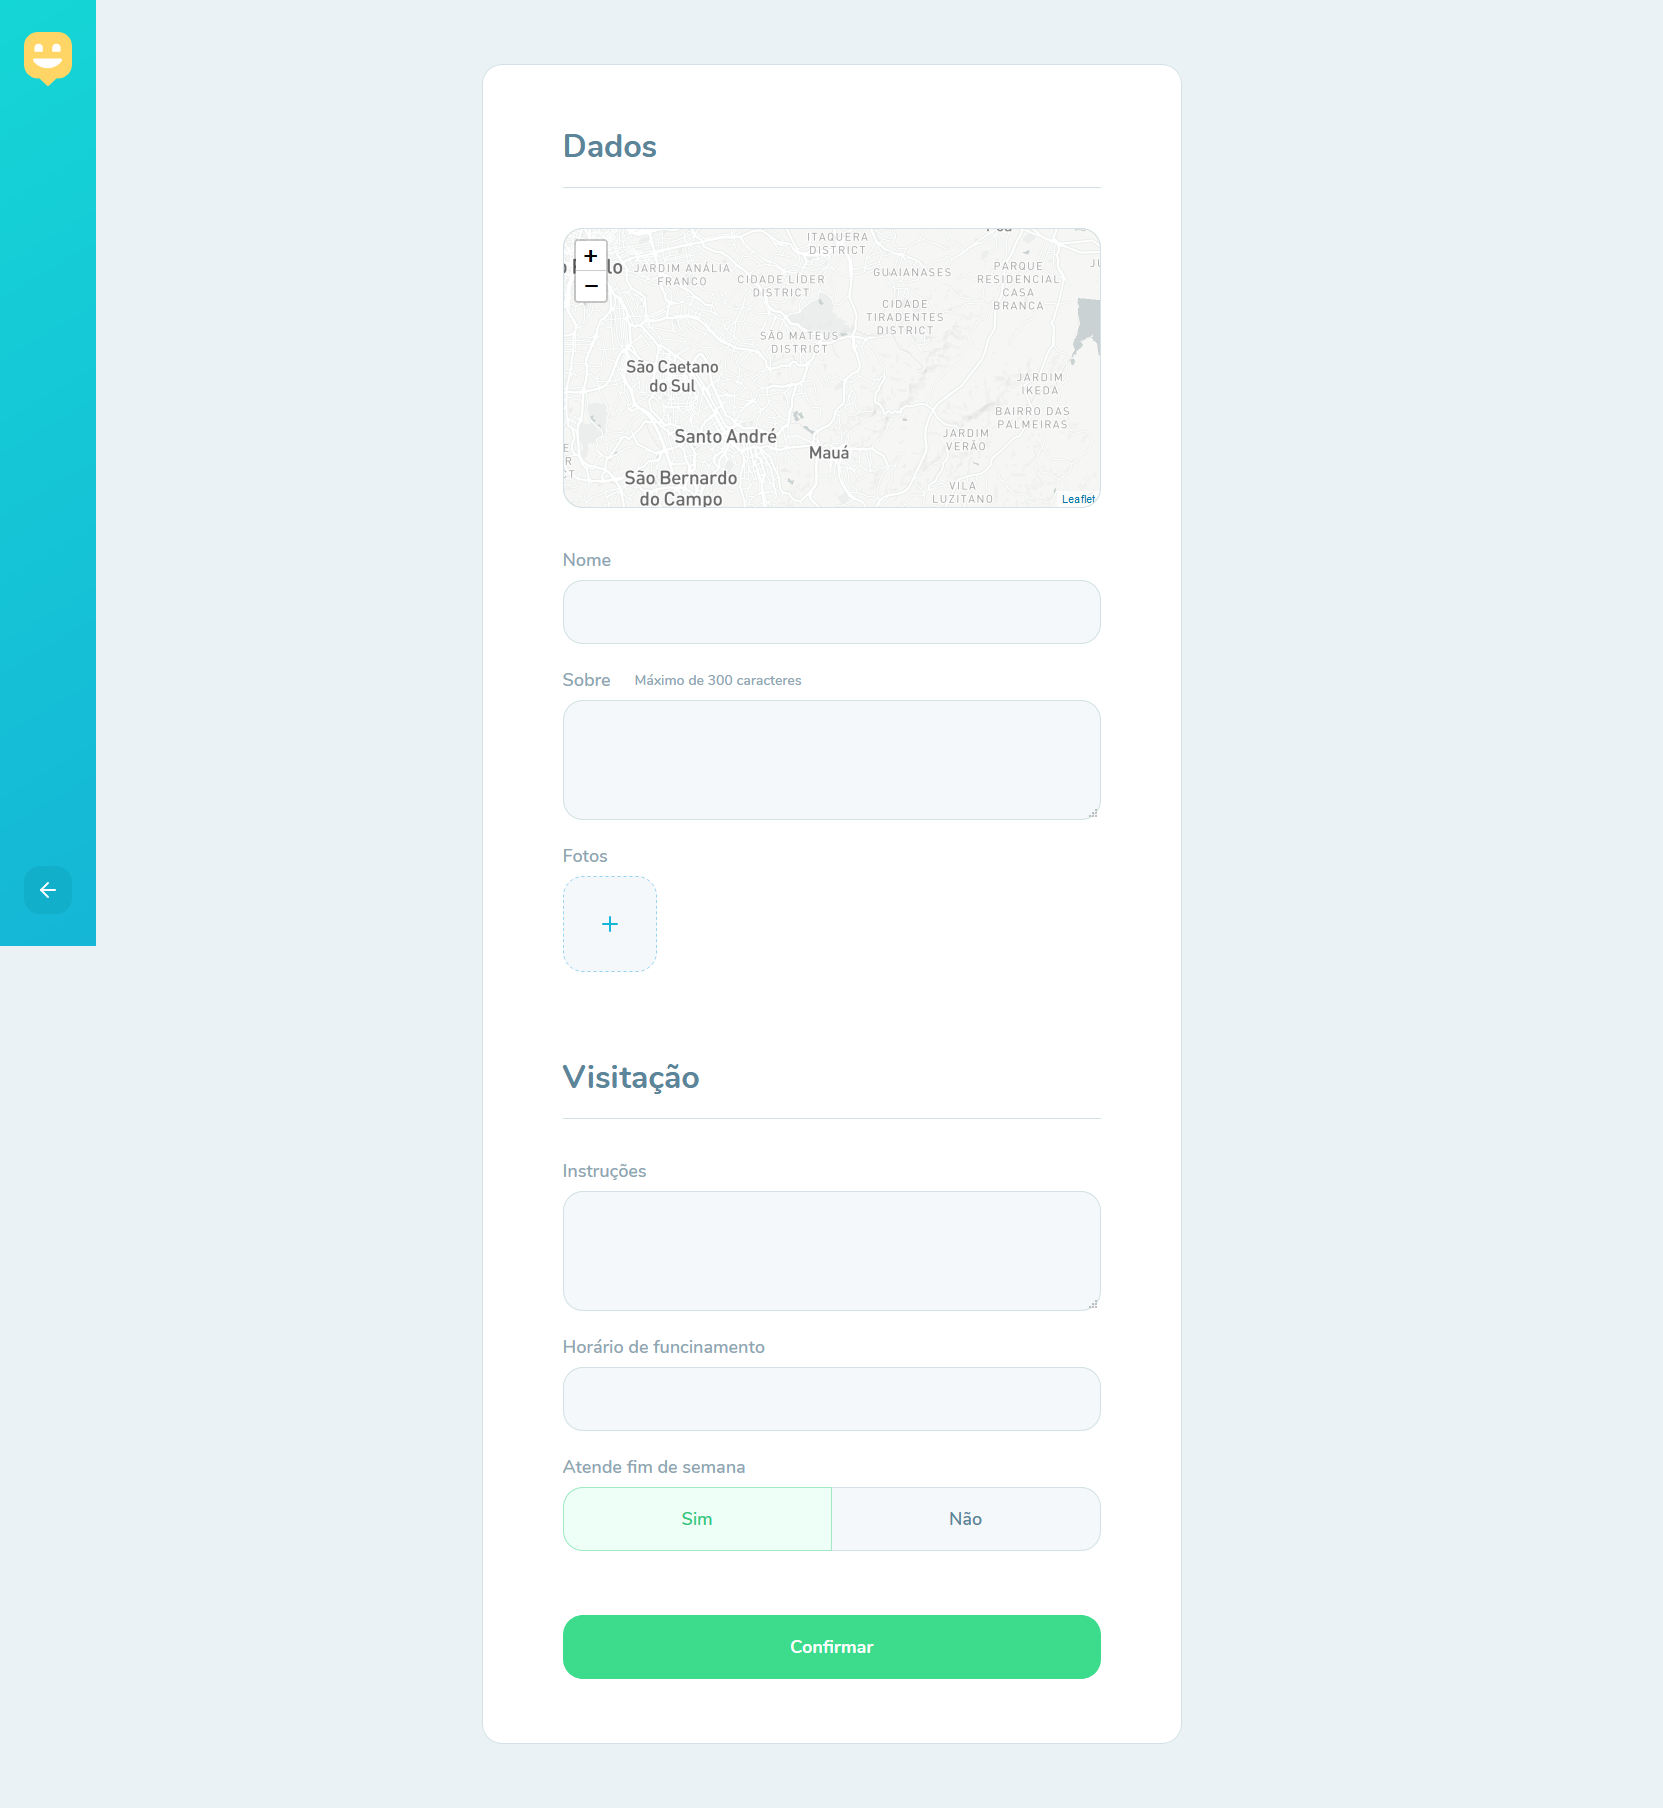 Dados
ITAQUERA
DISTRICT
+
−
JARDIM ANÁLIA
FRANCO
CIDADE LÍDER
DISTRICT
GUAIANASES
PARQUE
RESIDENCIAL
CASA
BRANCA
CIDADE
TIRADENTES
DISTRICT
SÃO MATEUS
DISTRICT
São Caetano
do Sul
JARDIM
IKEDA
BAIRRO DAS
PALMEIRAS
Santo André
JARDIM
VERÃO
Mauá
São Bernardo
do Campo
VILA
LUZITANO
Leaflet
Nome
Sobre Máximo de 300 caracteres
Fotos
+
Visitação
Instruções
Horário de funcinamento
Atende fim de semana
Sim Não
Confirmar